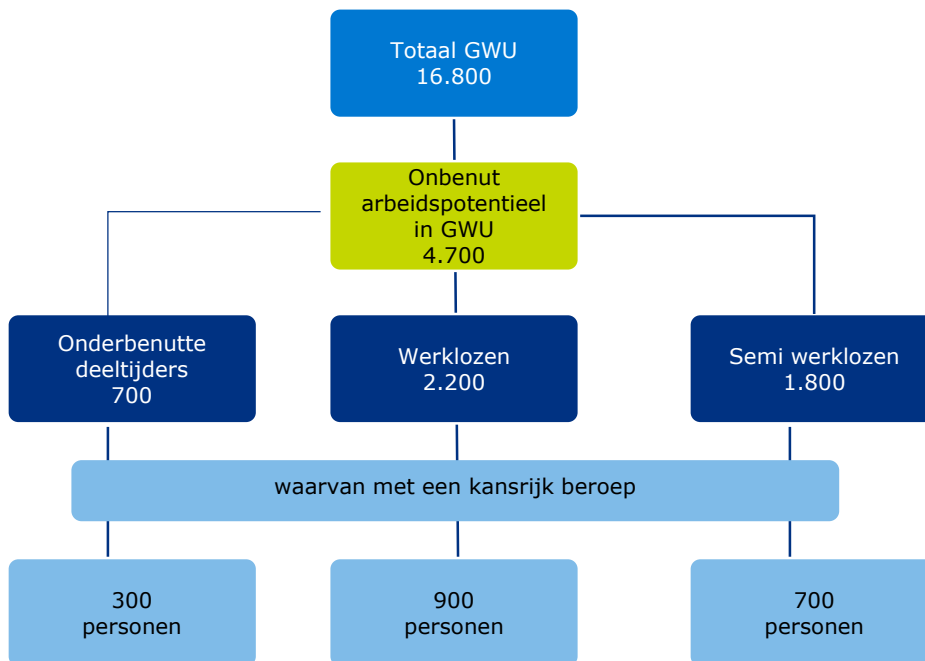 Totaal GWU
16.800
Onbenut
arbeidspotentieel
in GWU
4.700
Onderbenutte
deeltijders
700
Werklozen
2.200
Semi werklozen
1.800
waarvan met een kansrijk beroep
300
personen
900
personen
700
personen